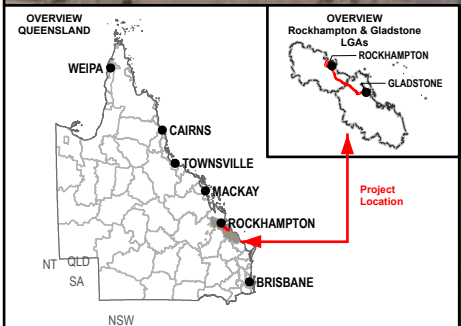 OVERVIEW
QUEENSLAND
WEIPA
CAIRNS
TOWNSVILLE
MACKAY
ROCKHAMPTON
BRISBANE
NT
QLD
SA
NSW
OVERVIEW
Rockhampton & Gladstone
LGAs
ROCKHAMPTON
GLADSTONE
Project
Location